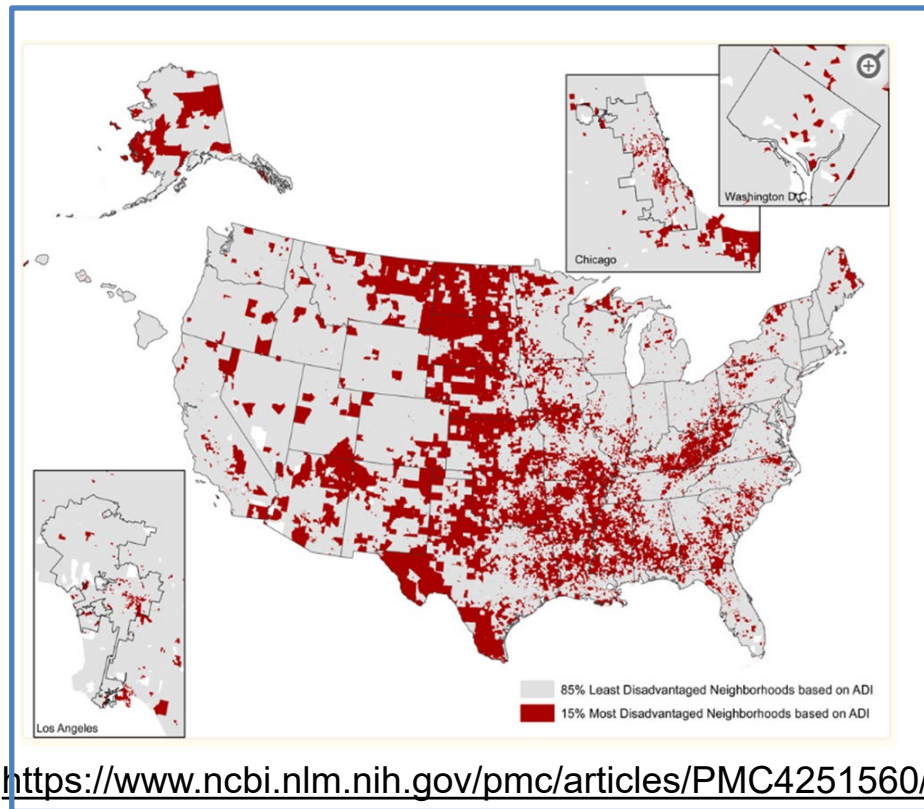 Washington D.C.
Chicago
Los Angeles
85% Least Disadvantaged Neighborhoods based on ADI
15% Most Disadvantaged Neighborhoods based on ADI
https://www.ncbi.nlm.nih.gov/pmc/articles/PMC4251560/